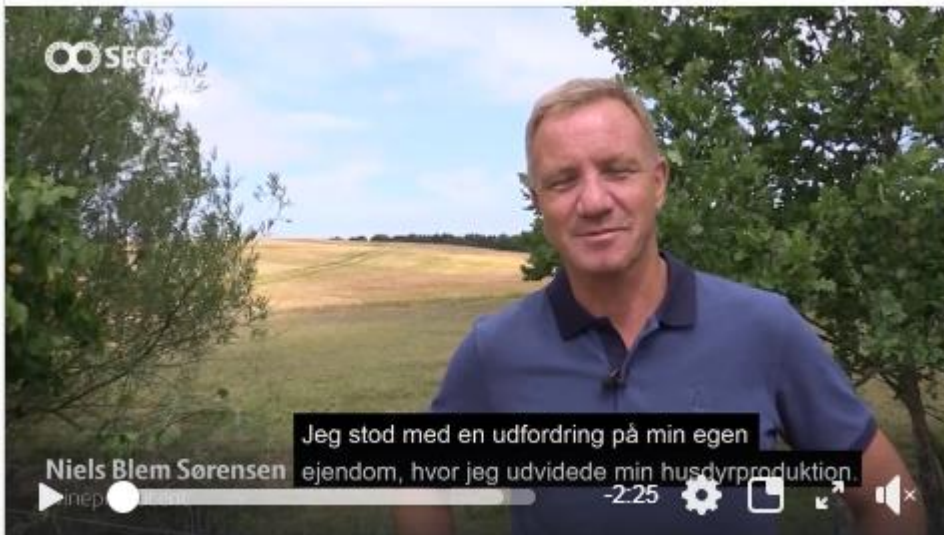 SEGES
Jeg stod med en udfordring på min egen
ejendom, hvor jeg udvidede min husdyrproduktion.
Niels Blem Sørensen
-2:25